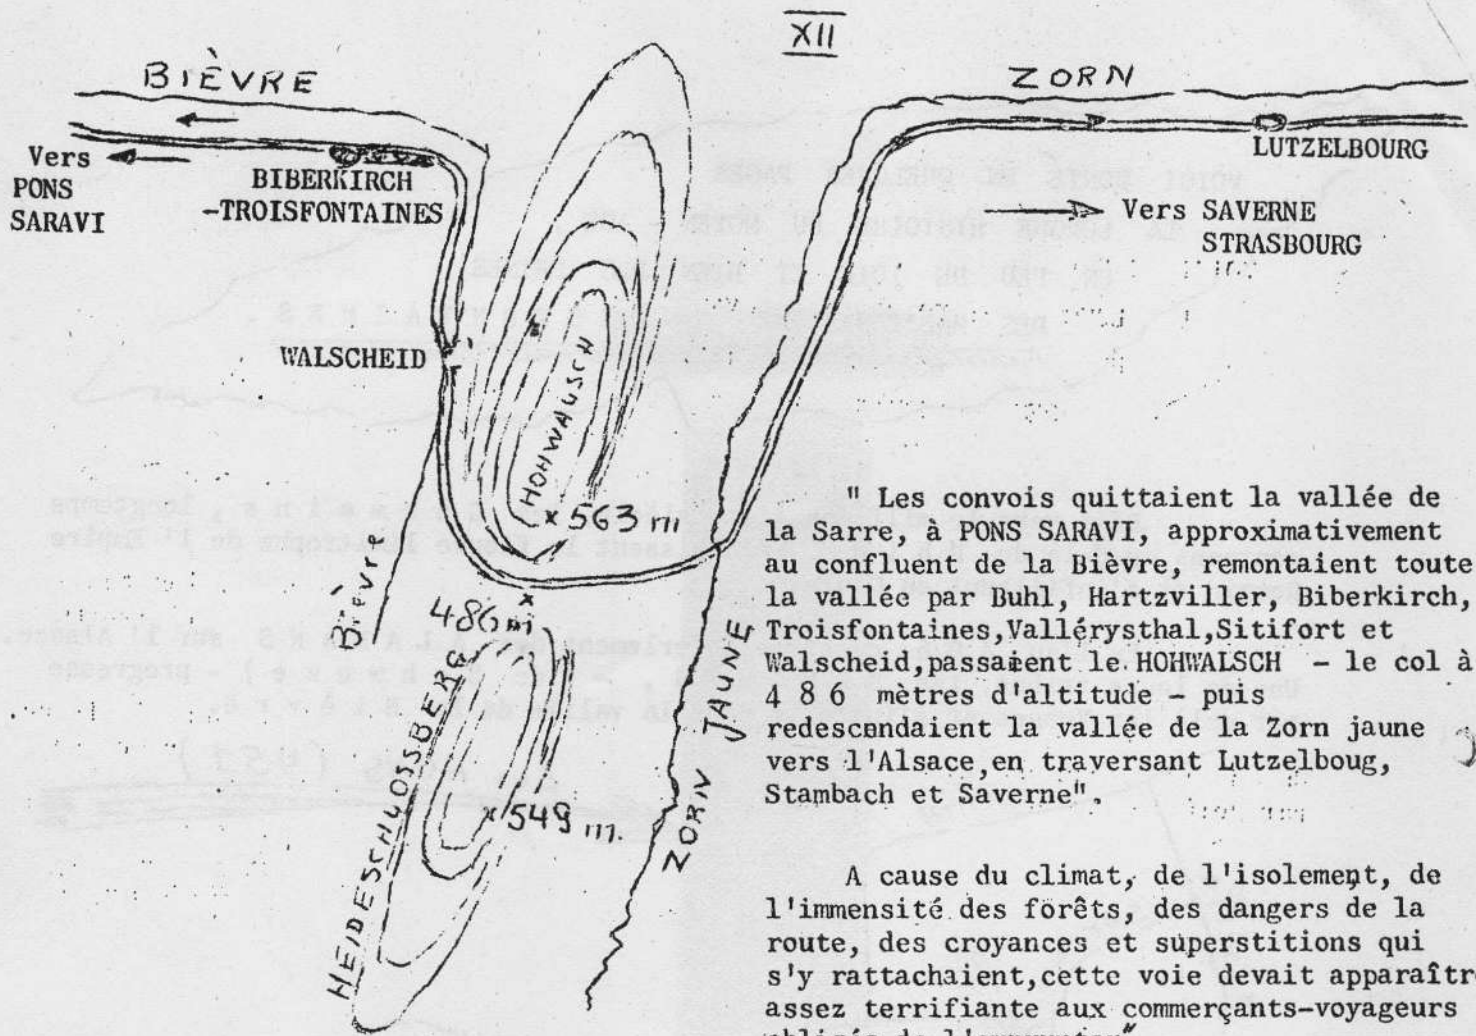 XII
BIÈVRE
ZORN
Vers
PONS
SARAVI
BIBERKIRCH
-TROISFONTAINES
LUTZELBOURG
Vers SAVERNE
STRASBOURG
WALSCHEID
HOHWALSCH
563 m
486 m
Bièvre
HEIDESCHLOSSBERG
549 m.
ZORN JAUNE
" Les convois quittaient la vallée de
la Sarre, à PONS SARAVI, approximativement
au confluent de la Bièvre, remontaient toute
la vallée par Buhl, Hartzviller, Biberkirch,
Troisfontaines,Vallérysthal,Sitifort et
Walscheid,passaient le HOHWALSCH - le col à
4 8 6 mètres d'altitude - puis
redescendaient la vallée de la Zorn jaune
vers l'Alsace,en traversant Lutzelboug,
Stambach et Saverne".
A cause du climat, de l'isolement, de
l'immensité des forêts, des dangers de la
route, des croyances et superstitions qui
s'y rattachaient,cette voie devait apparaître
assez terrifiante aux commerçants-voyageurs